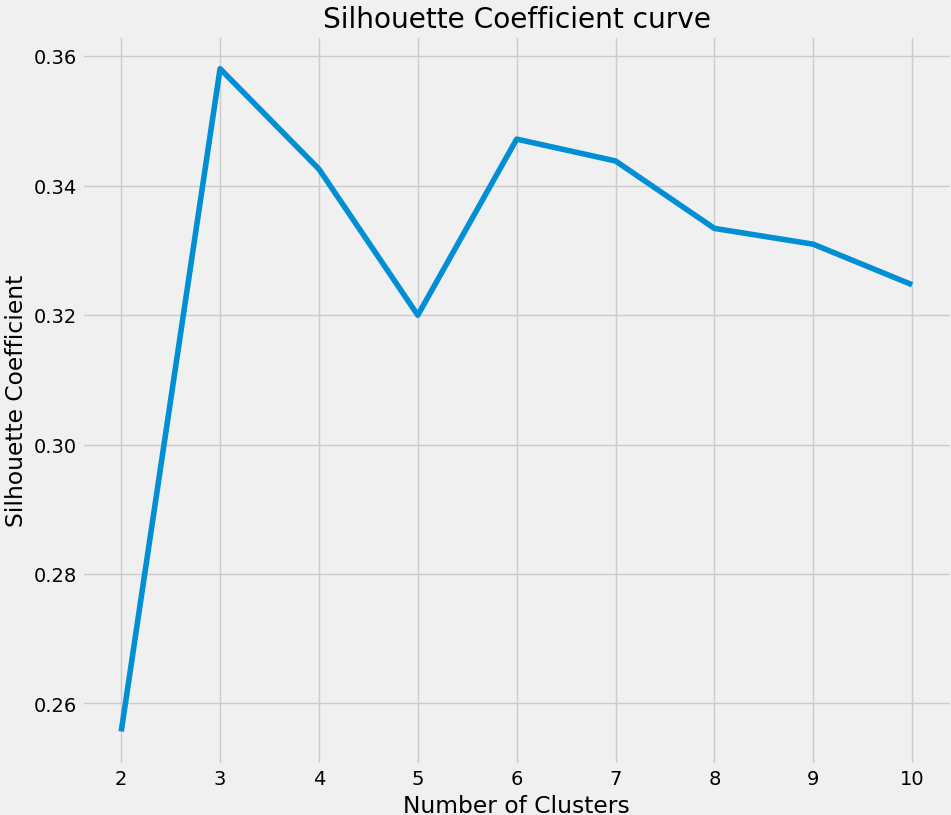 Silhouette Coefficient curve
Silhouette Coefficient
0.36
0.34
0.32
0.30
0.28
0.26
2 3 4 5 6 7 8 9 10
Number of Clusters